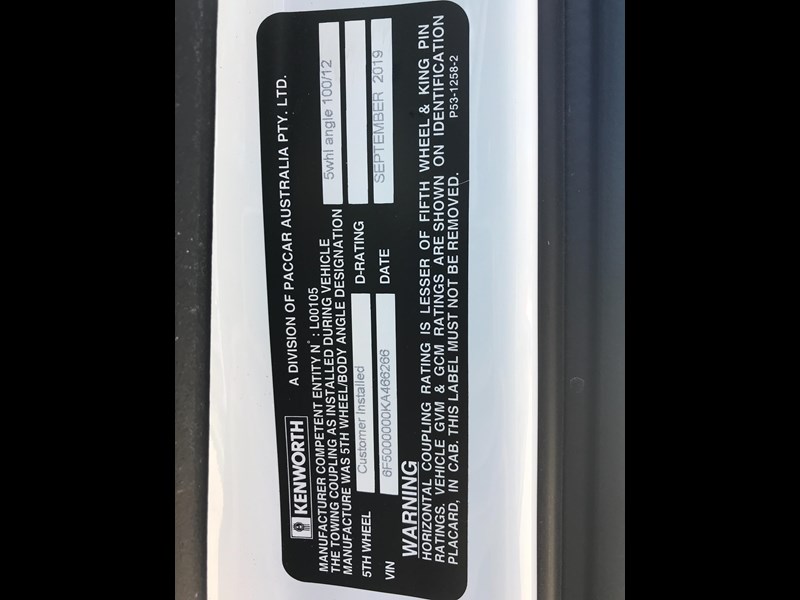 KENWORTH
A DIVISION OF PACCAR AUSTRALIA PTY. LTD.
MANUFACTURER COMPETENT ENTITY N° : L00105
THE TOWING COUPLING AS INSTALLED DURING VEHICLE
MANUFACTURE WAS 5TH WHEEL/BODY ANGLE DESIGNATION 5whl angle 100/12
5TH WHEEL Customer Installed D-RATING
VIN 6F5000000KA466266 DATE SEPTEMBER 2019
WARNING
HORIZONTAL COUPLING RATING IS LESSER OF FIFTH WHEEL & KING PIN
RATINGS. VEHICLE GVM & GCM RATINGS ARE SHOWN ON IDENTIFICATION
PLACARD, IN CAB. THIS LABEL MUST NOT BE REMOVED. P53-1258-2